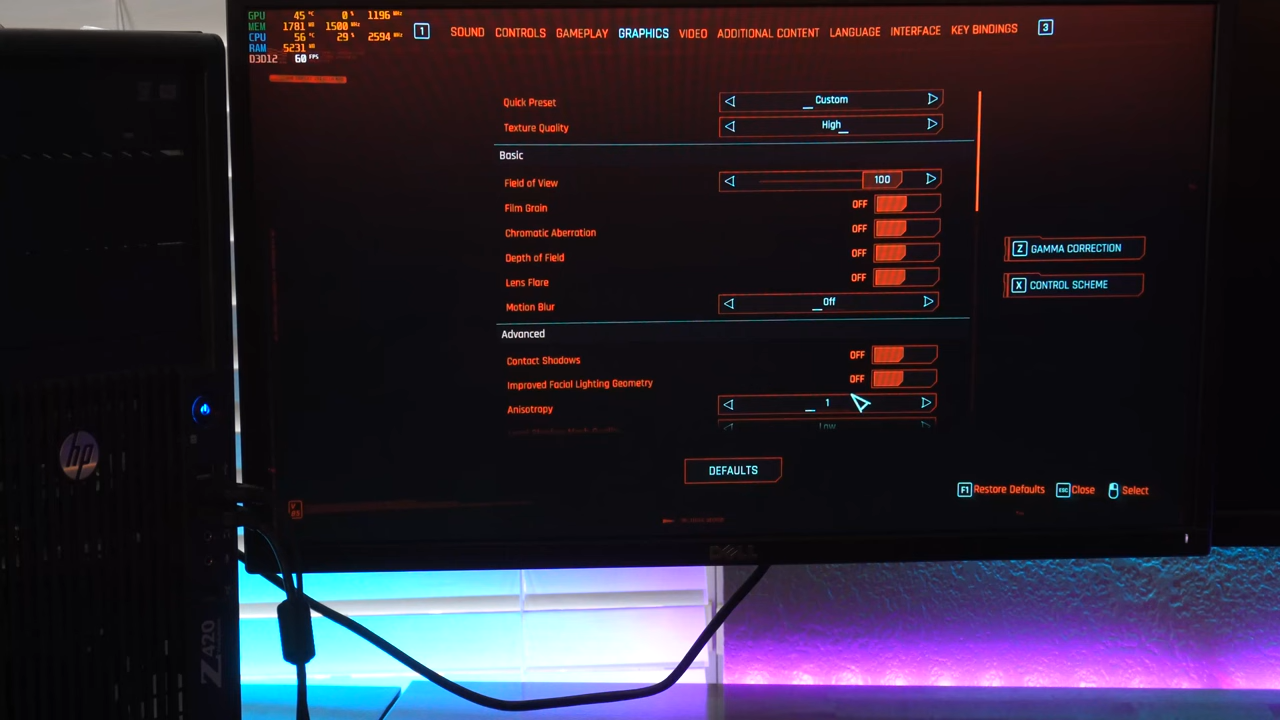 GPU 45 °C 0 % 1196 MHz
MEM 1781 MB 1500 MHz
CPU 56 °C 29 % 2594 MHz
RAM 5231 MB
D3D12 60 FPS
1 SOUND CONTROLS GAMEPLAY GRAPHICS VIDEO ADDITIONAL CONTENT LANGUAGE INTERFACE KEY BINDINGS 3
Quick Preset Custom
Texture Quality High
Basic
Field of View 100
Film Grain OFF
Chromatic Aberration OFF
Depth of Field OFF
Lens Flare OFF
Motion Blur Off
Z GAMMA CORRECTION
X CONTROL SCHEME
Advanced
Contact Shadows OFF
Improved Facial Lighting Geometry OFF
Anisotropy 1
Low
DEFAULTS
F1 Restore Defaults ESC Close Select
DELL
hp
Z420